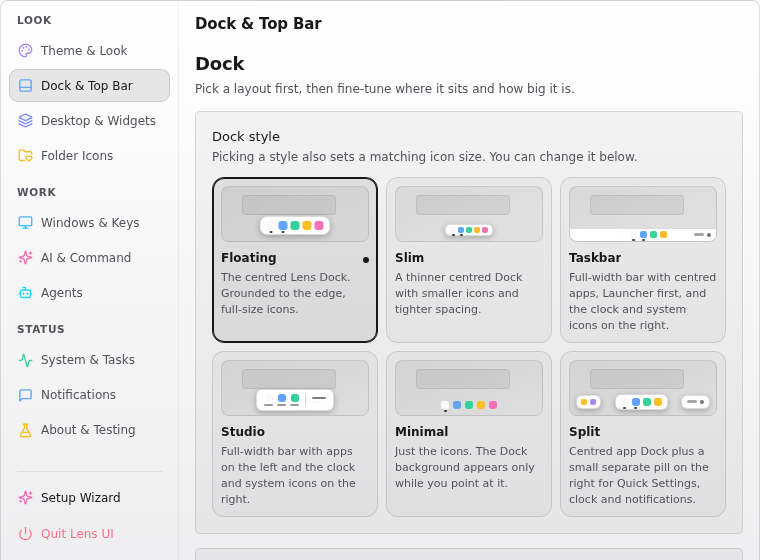 LOOK
Theme & Look
Dock & Top Bar
Desktop & Widgets
Folder Icons
WORK
Windows & Keys
AI & Command
Agents
STATUS
System & Tasks
Notifications
About & Testing
Setup Wizard
Quit Lens UI
Dock & Top Bar
Dock
Pick a layout first, then fine-tune where it sits and how big it is.
Dock style
Picking a style also sets a matching icon size. You can change it below.
Floating
The centred Lens Dock.
Grounded to the edge,
full-size icons.
Slim
A thinner centred Dock
with smaller icons and
tighter spacing.
Taskbar
Full-width bar with centred
apps, Launcher first, and
the clock and system
icons on the right.
Studio
Full-width bar with apps
on the left and the clock
and system icons on the
right.
Minimal
Just the icons. The Dock
background appears only
while you point at it.
Split
Centred app Dock plus a
small separate pill on the
right for Quick Settings,
clock and notifications.